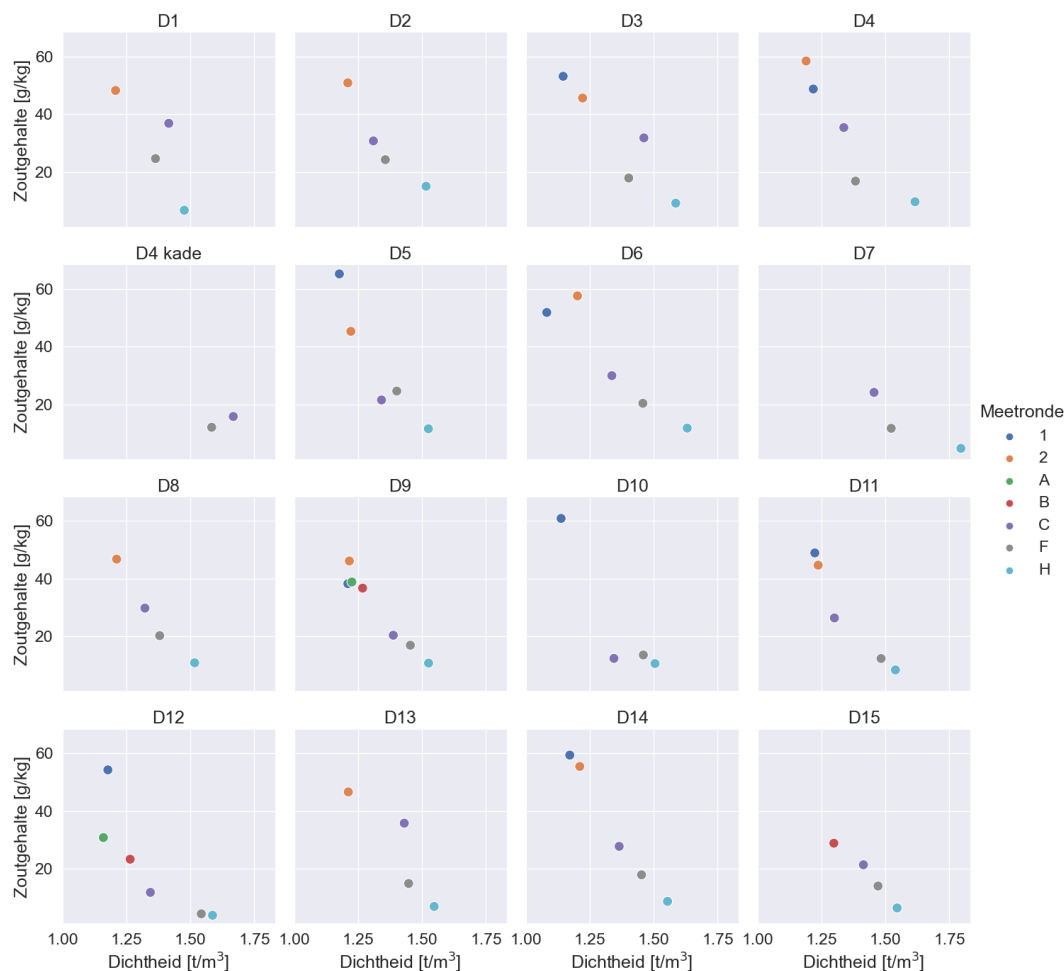 D1 D2 D3 D4
Zoutgehalte [g/kg]
60
40
20
D4 kade D5 D6 D7
Zoutgehalte [g/kg]
60
40
20
Meetronde
1
2
A
B
C
F
H
D8 D9 D10 D11
Zoutgehalte [g/kg]
60
40
20
D12 D13 D14 D15
Zoutgehalte [g/kg]
60
40
20
1.00 1.25 1.50 1.75 1.00 1.25 1.50 1.75 1.00 1.25 1.50 1.75 1.00 1.25 1.50 1.75
Dichtheid [t/m³] Dichtheid [t/m³] Dichtheid [t/m³] Dichtheid [t/m³]